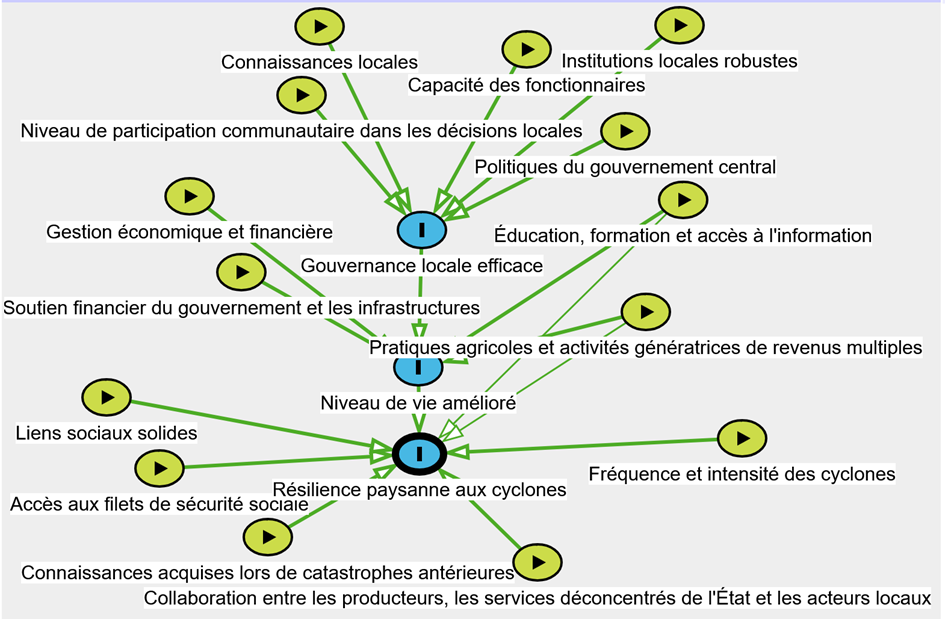 Connaissances locales
Institutions locales robustes
Capacité des fonctionnaires
Niveau de participation communautaire dans les décisions locales
Politiques du gouvernement central
Gestion économique et financière
Éducation, formation et accès à l'information
Gouvernance locale efficace
Soutien financier du gouvernement et les infrastructures
Pratiques agricoles et activités génératrices de revenus multiples
Niveau de vie amélioré
Liens sociaux solides
Fréquence et intensité des cyclones
Résilience paysanne aux cyclones
Accès aux filets de sécurité sociale
Connaissances acquises lors de catastrophes antérieures
Collaboration entre les producteurs, les services déconcentrés de l'État et les acteurs locaux